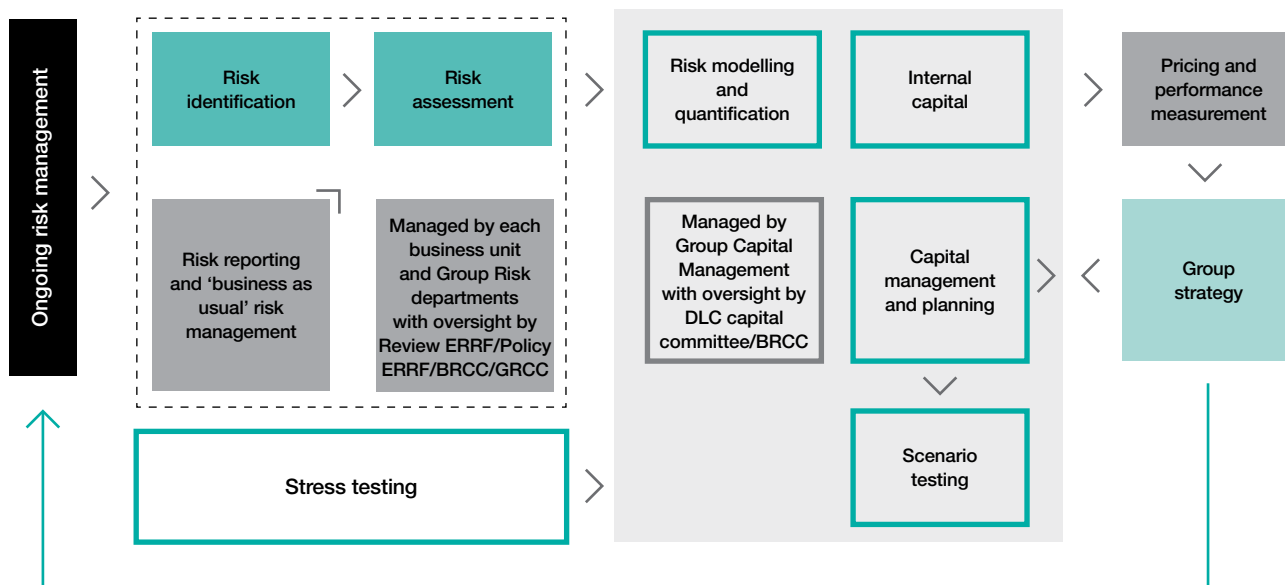 Ongoing risk management
Risk
identification
Risk
assessment
Risk modelling
and
quantification
Internal
capital
Pricing and
performance
measurement
Risk reporting
and ‘business as
usual’ risk
management
Managed by each
business unit
and Group Risk
departments
with oversight by
Review ERRF/Policy
ERRF/BRCC/GRCC
Managed by
Group Capital
Management
with oversight by
DLC capital
committee/BRCC
Capital
management
and planning
Group
strategy
Stress testing
Scenario
testing